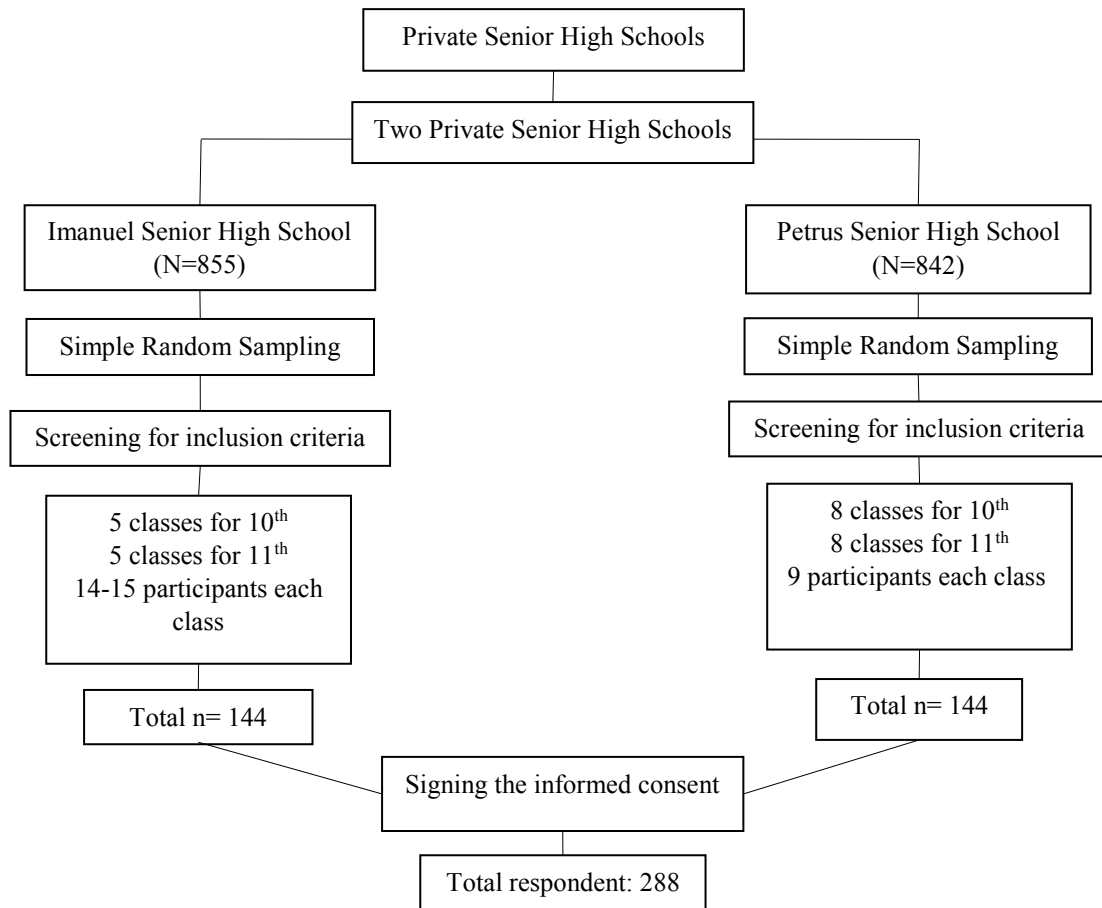 Private Senior High Schools
Two Private Senior High Schools
Imanuel Senior High School
(N=855)
Petrus Senior High School
(N=842)
Simple Random Sampling
Simple Random Sampling
Screening for inclusion criteria
Screening for inclusion criteria
5 classes for 10th
5 classes for 11th
14-15 participants each
class
8 classes for 10th
8 classes for 11th
9 participants each class
Total n= 144
Total n= 144
Signing the informed consent
Total respondent: 288